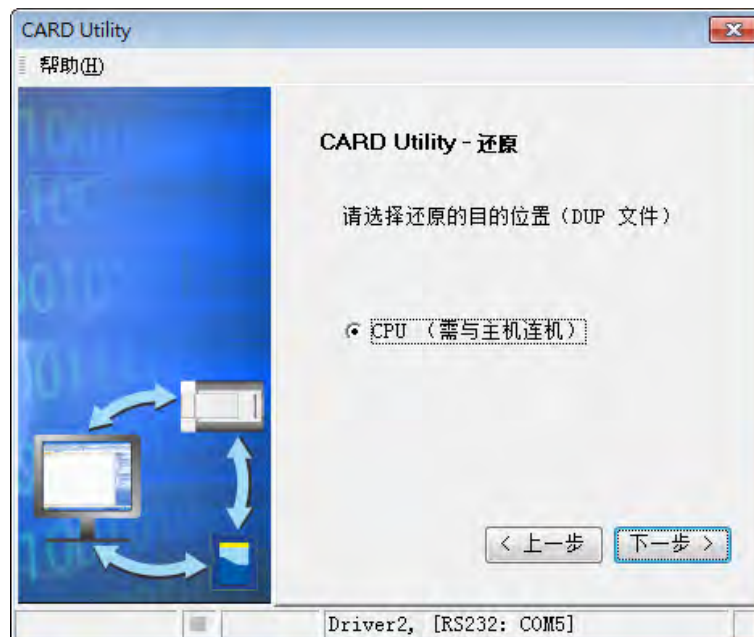 CARD Utility
帮助(H)
CARD Utility - 还原
请选择还原的目的位置（DUP 文件）
CPU （需与主机连机）
< 上一步
下一步 >
Driver2, [RS232: COM5]